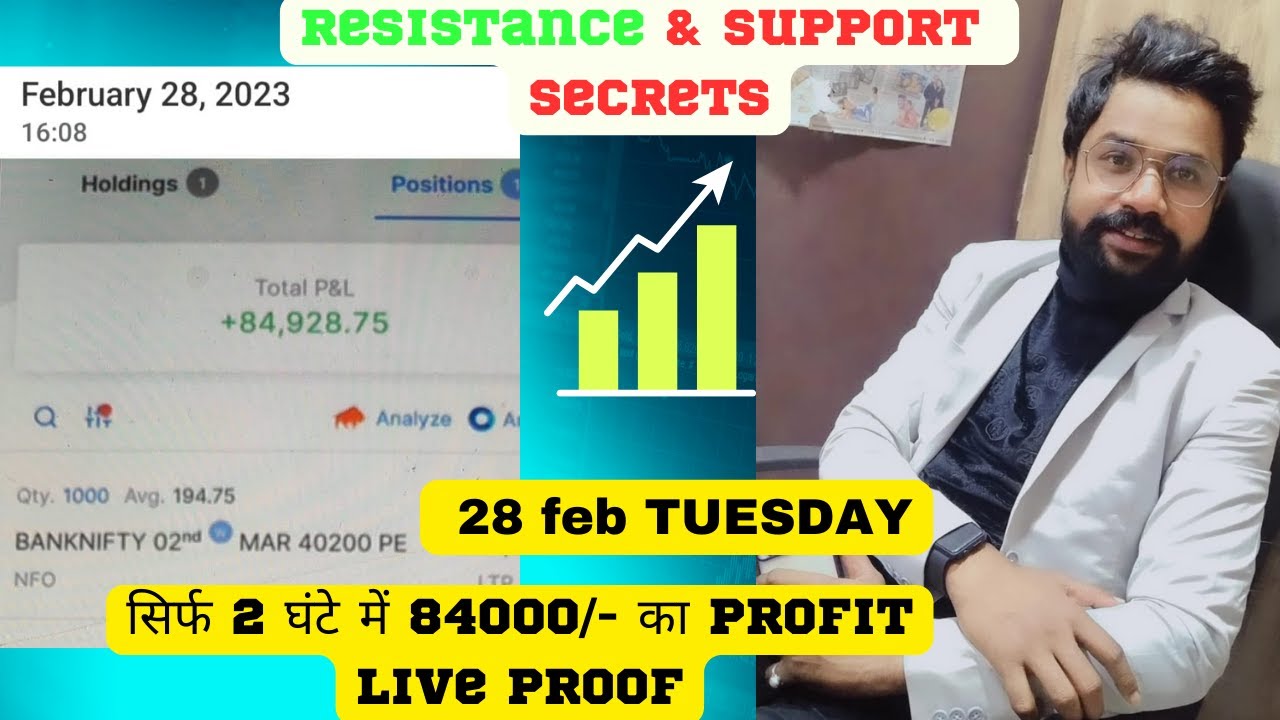 Resistance & Support
Secrets
February 28, 2023
16:08
Holdings 1
Positions
Total P&L
+84,928.75
Analyze
Qty. 1000 Avg. 194.75
BANKNIFTY 02nd W MAR 40200 PE
NFO
LTP
28 feb TUESDAY
सिर्फ 2 घंटे में 84000/- का PROFIT
LIVE PROOF